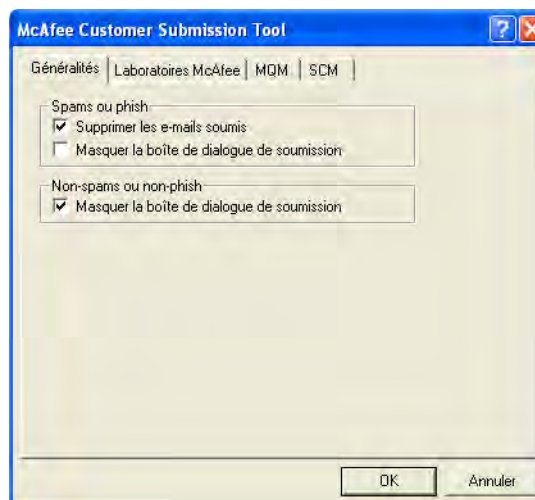 McAfee Customer Submission Tool
Généralités Laboratoires McAfee MQM SCM
Spams ou phish
Supprimer les e-mails soumis
Masquer la boîte de dialogue de soumission
Non-spams ou non-phish
Masquer la boîte de dialogue de soumission
OK Annuler